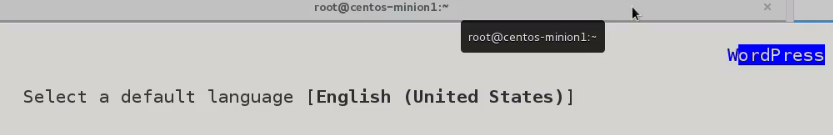 root@centos-minion1:~ ×
root@centos-minion1:~
WordPress
Select a default language [English (United States)]